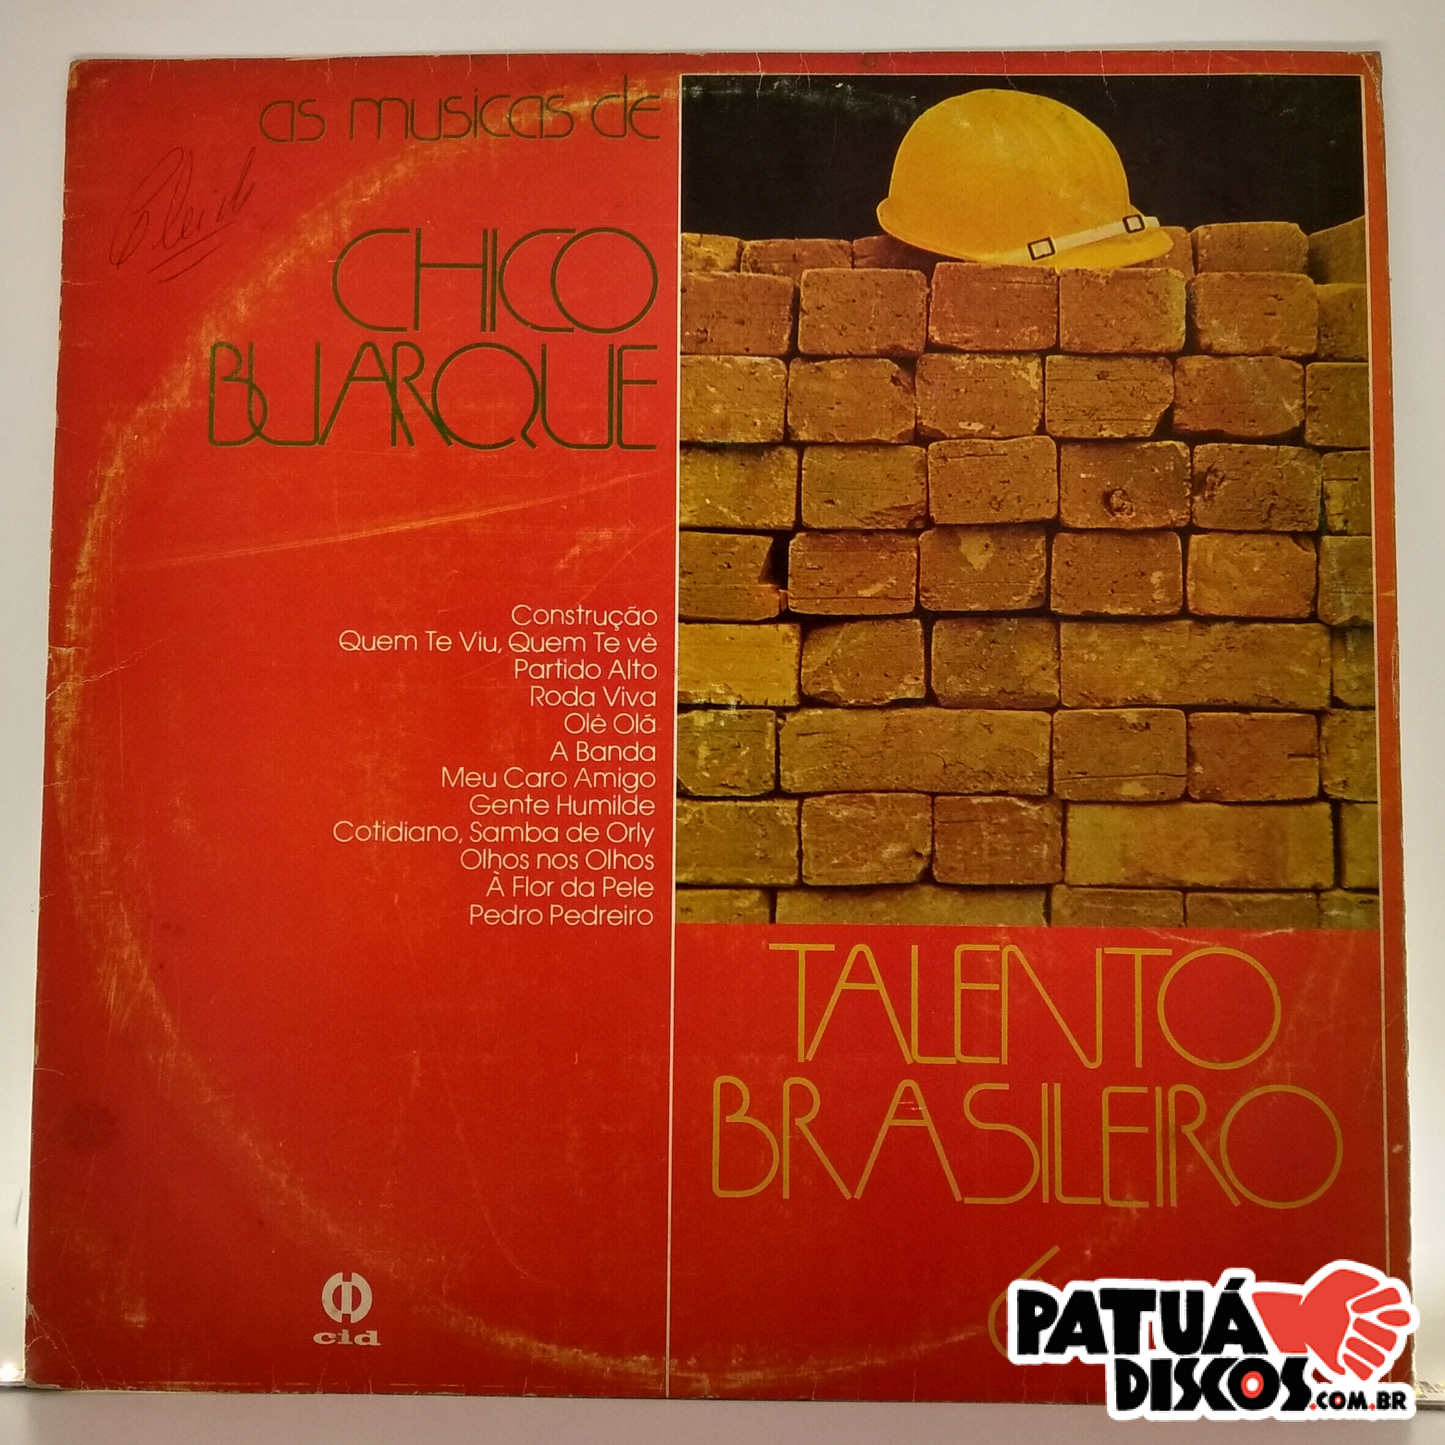 as musicas de
CHICO
BUARQUE
Construção
Quem Te Viu, Quem Te vê
Partido Alto
Roda Viva
Olê Olá
A Banda
Meu Caro Amigo
Gente Humilde
Cotidiano, Samba de Orly
Olhos nos Olhos
À Flor da Pele
Pedro Pedreiro
TALENTO
BRASILEIRO
6
cid
PATUÁ
DISCOS.COM.BR